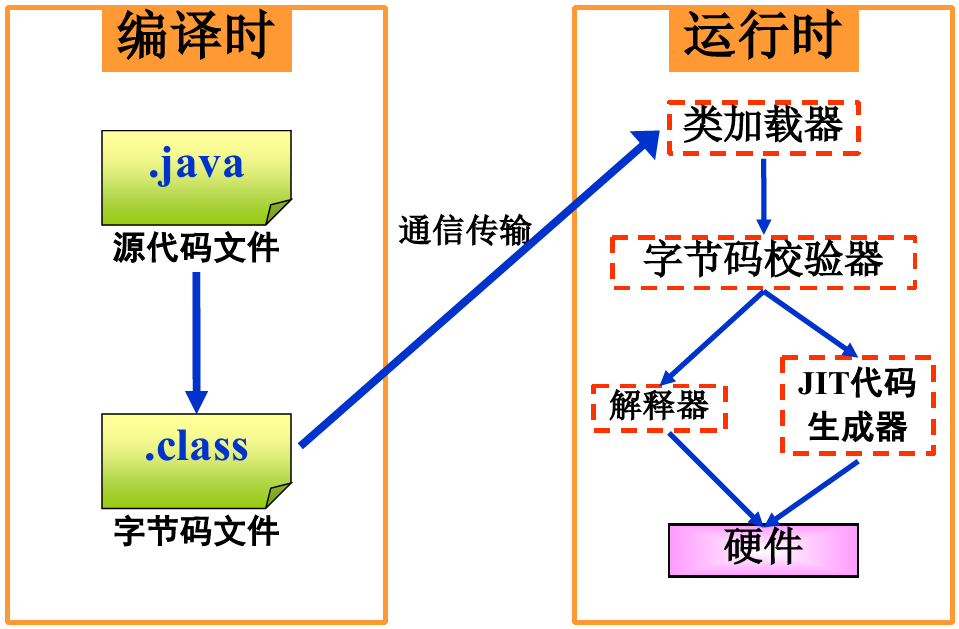 编译时
.java
源代码文件
.class
字节码文件
通信传输
运行时
类加载器
字节码校验器
解释器
JIT代码
生成器
硬件